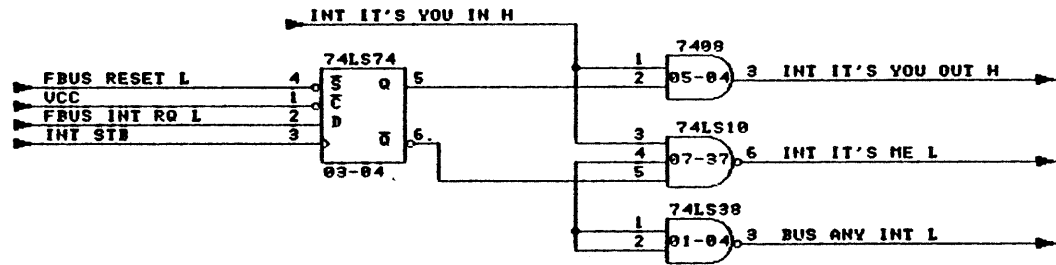 INT IT'S YOU IN H
74LS74
7408
FBUS RESET L 4 S Q 5
1 2 05-04 3 INT IT'S YOU OUT H
VCC 1 C
FBUS INT RQ L 2 D
INT STB 3 Q 6
03-04
74LS10
3 4 5 07-37 6 INT IT'S ME L
74LS38
1 2 01-04 3 BUS ANY INT L